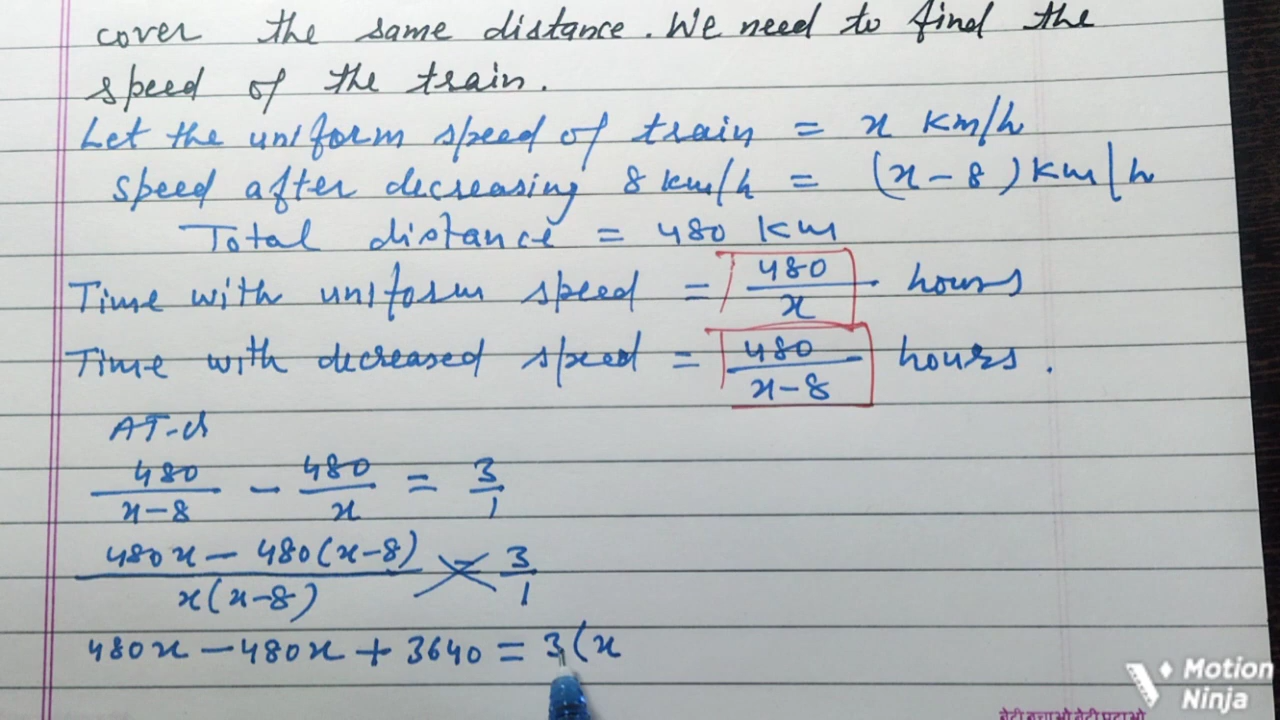 cover the same distance. We need to find the
speed of the train.
Let the uniform speed of train = x km/h
speed after decreasing 8 km/h = (x-8) km/h
Total distance = 480 km
Time with uniform speed = 480/x hours
Time with decreased speed = 480/x-8 hours.
AT-Q
480/x-8 - 480/x = 3/1
480x - 480(x-8)/x(x-8) = 3/1
480x - 480x + 3640 = 3(x
Motion
Ninja
बेटी बचाओ बेटी पढ़ाओ